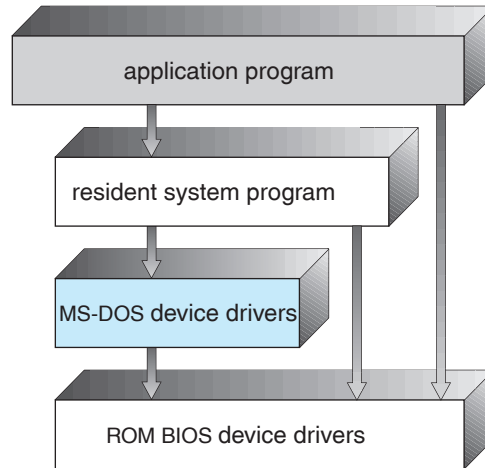 application program
resident system program
MS-DOS device drivers
ROM BIOS device drivers